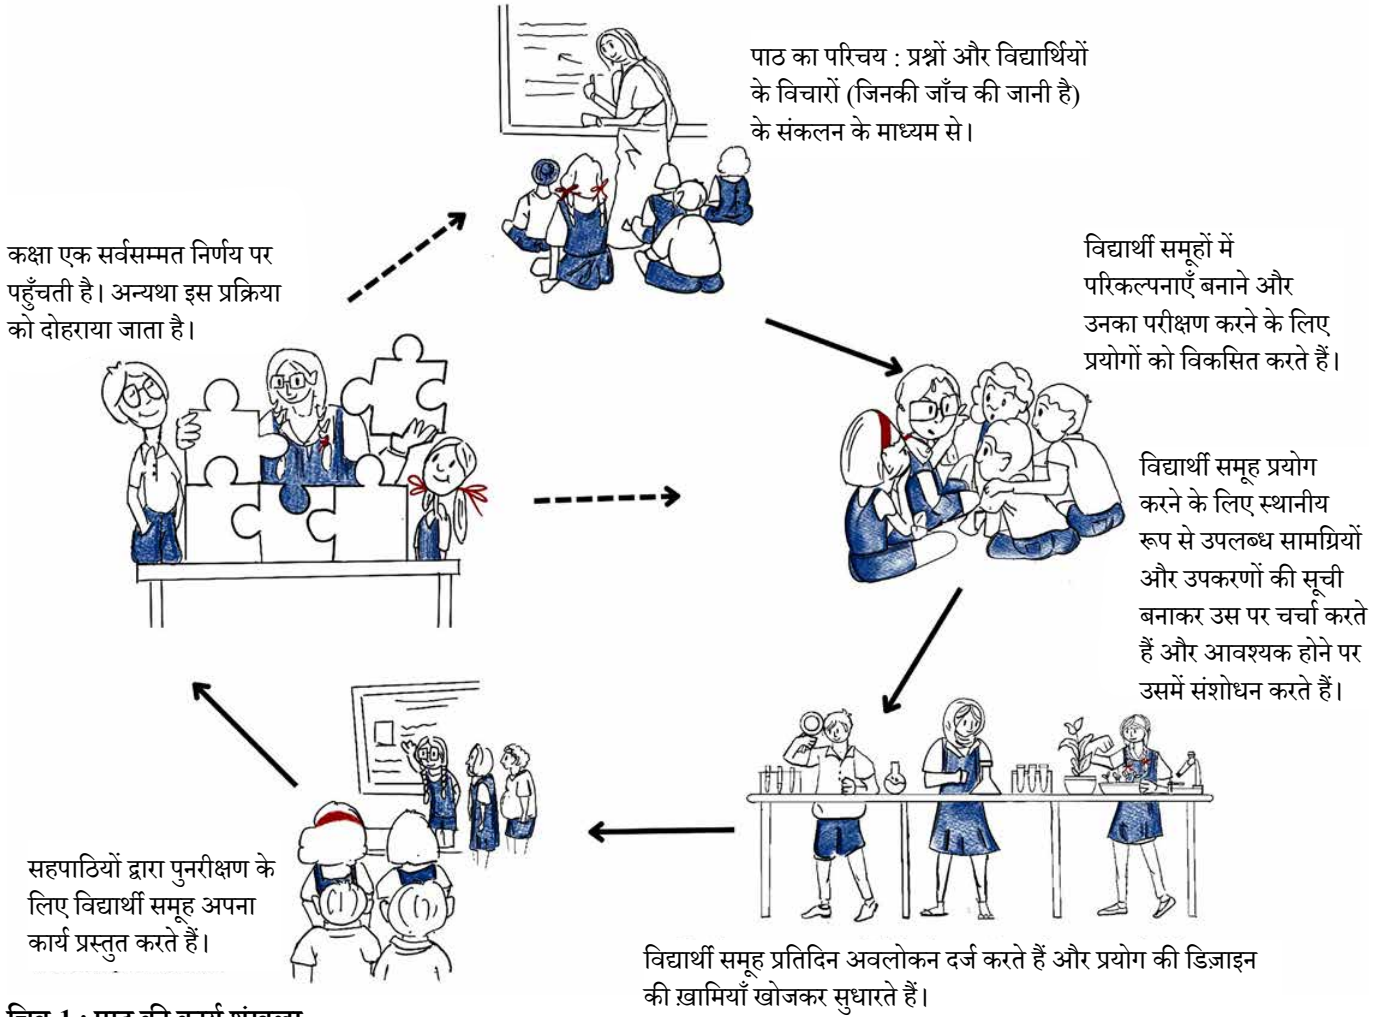 पाठ का परिचय : प्रश्नों और विद्यार्थियों
के विचारों (जिनकी जाँच की जानी है)
के संकलन के माध्यम से।
विद्यार्थी समूहों में
परिकल्पनाएँ बनाने और
उनका परीक्षण करने के लिए
प्रयोगों को विकसित करते हैं।
विद्यार्थी समूह प्रयोग
करने के लिए स्थानीय
रूप से उपलब्ध सामग्रियों
और उपकरणों की सूची
बनाकर उस पर चर्चा करते
हैं और आवश्यक होने पर
उसमें संशोधन करते हैं।
विद्यार्थी समूह प्रतिदिन अवलोकन दर्ज करते हैं और प्रयोग की डिज़ाइन
की ख़ामियाँ खोजकर सुधारते हैं।
सहपाठियों द्वारा पुनरीक्षण के
लिए विद्यार्थी समूह अपना
कार्य प्रस्तुत करते हैं।
कक्षा एक सर्वसम्मत निर्णय पर
पहुँचती है। अन्यथा इस प्रक्रिया
को दोहराया जाता है।